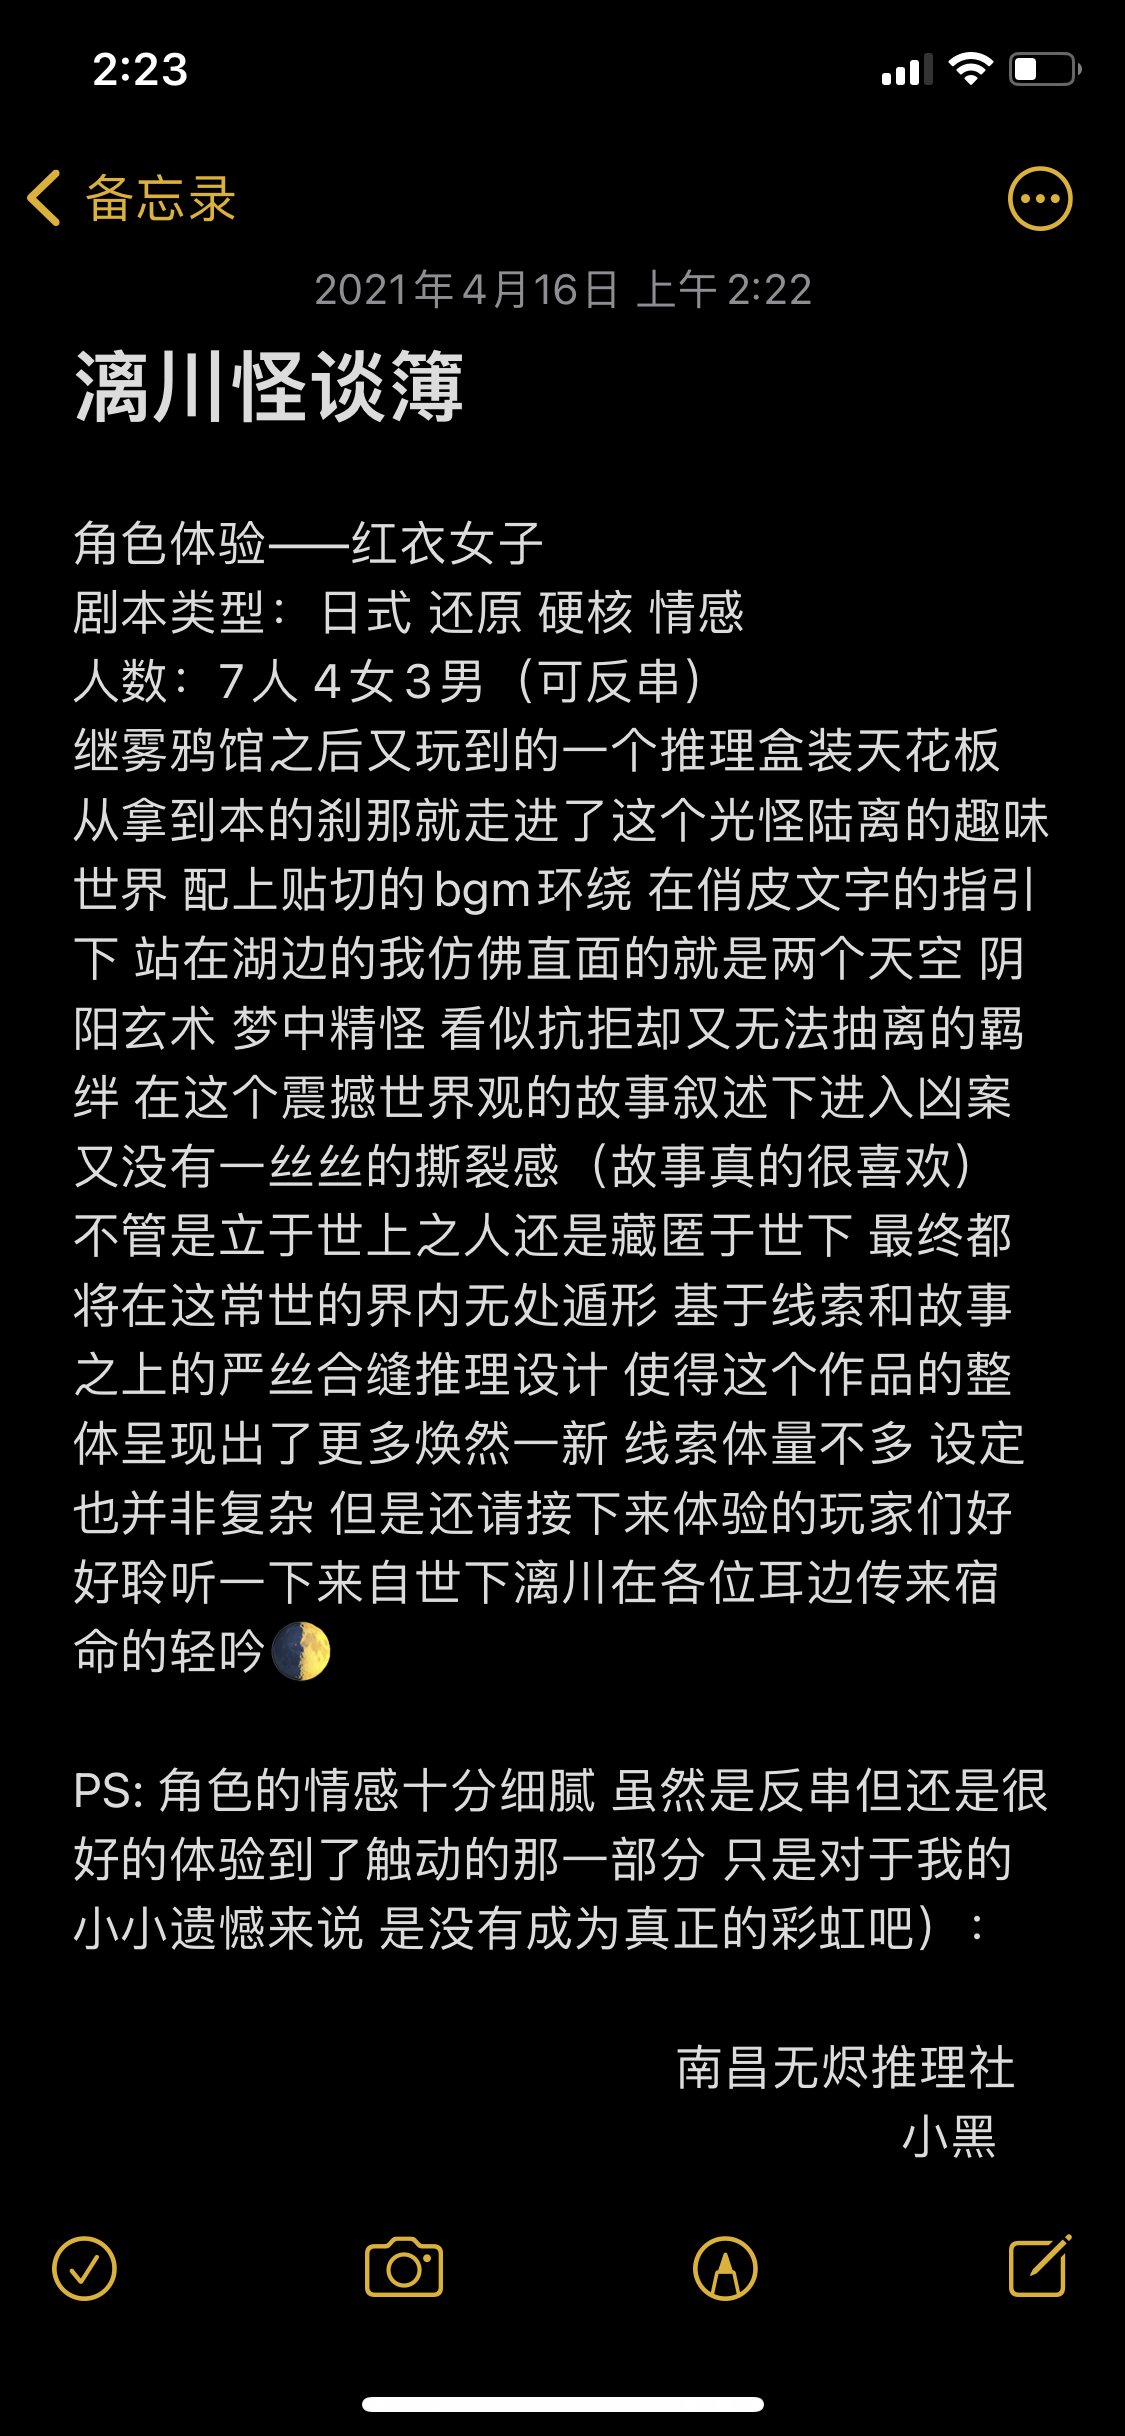 2:23
备忘录
2021年4月16日 上午2:22
漓川怪谈簿
角色体验——红衣女子
剧本类型：日式 还原 硬核 情感
人数：7人 4女3男（可反串）
继雾鸦馆之后又玩到的一个推理盒装天花板
从拿到本的刹那就走进了这个光怪陆离的趣味
世界 配上贴切的bgm环绕 在俏皮文字的指引
下 站在湖边的我仿佛直面的就是两个天空 阴
阳玄术 梦中精怪 看似抗拒却又无法抽离的羁
绊 在这个震撼世界观的故事叙述下进入凶案
又没有一丝丝的撕裂感（故事真的很喜欢）
不管是立于世上之人还是藏匿于世下 最终都
将在这常世的界内无处遁形 基于线索和故事
之上的严丝合缝推理设计 使得这个作品的整
体呈现出了更多焕然一新 线索体量不多 设定
也并非复杂 但是还请接下来体验的玩家们好
好聆听一下来自世下漓川在各位耳边传来宿
命的轻吟🌓
PS: 角色的情感十分细腻 虽然是反串但还是很
好的体验到了触动的那一部分 只是对于我的
小小遗憾来说 是没有成为真正的彩虹吧）：
南昌无烬推理社
小黑